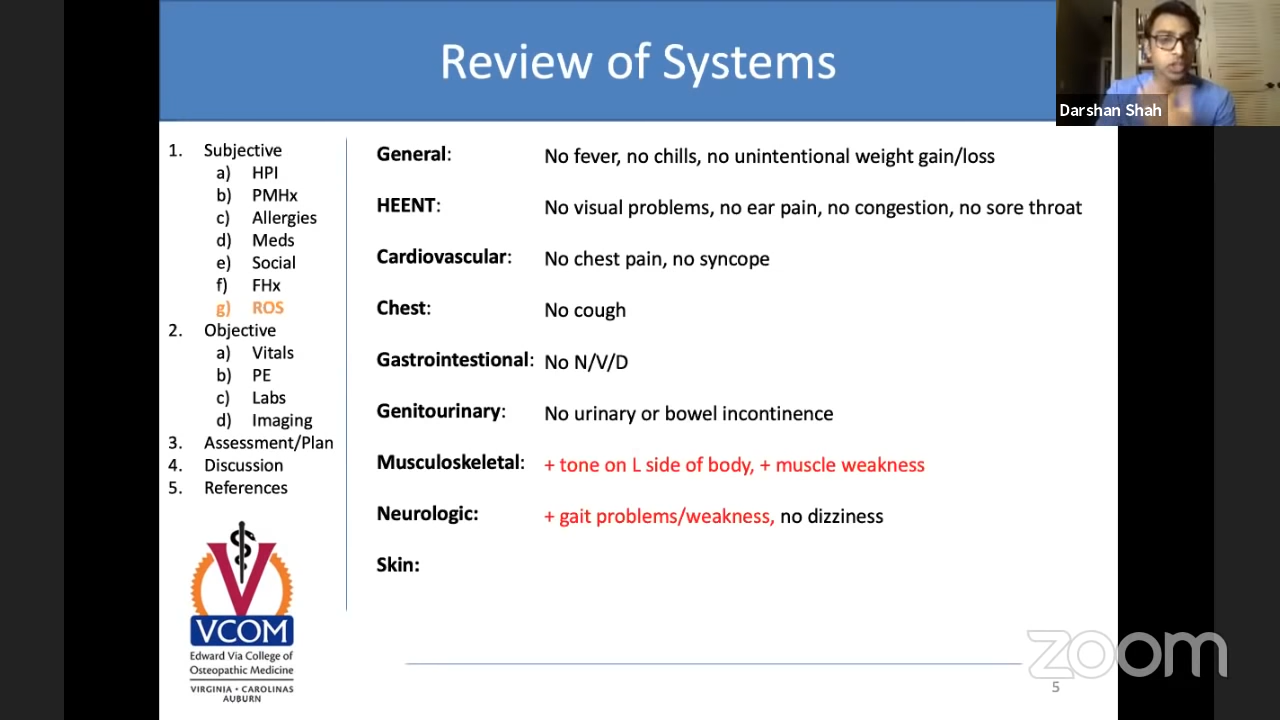 Review of Systems
Darshan Shah
1. Subjective
a) HPI
b) PMHx
c) Allergies
d) Meds
e) Social
f) FHx
g) ROS
2. Objective
a) Vitals
b) PE
c) Labs
d) Imaging
3. Assessment/Plan
4. Discussion
5. References
General: No fever, no chills, no unintentional weight gain/loss
HEENT: No visual problems, no ear pain, no congestion, no sore throat
Cardiovascular: No chest pain, no syncope
Chest: No cough
Gastrointestional: No N/V/D
Genitourinary: No urinary or bowel incontinence
Musculoskeletal: + tone on L side of body, + muscle weakness
Neurologic: + gait problems/weakness, no dizziness
Skin:
V
VCOM
Edward Via College of
Osteopathic Medicine
VIRGINIA • CAROLINAS
AUBURN
zoom
5